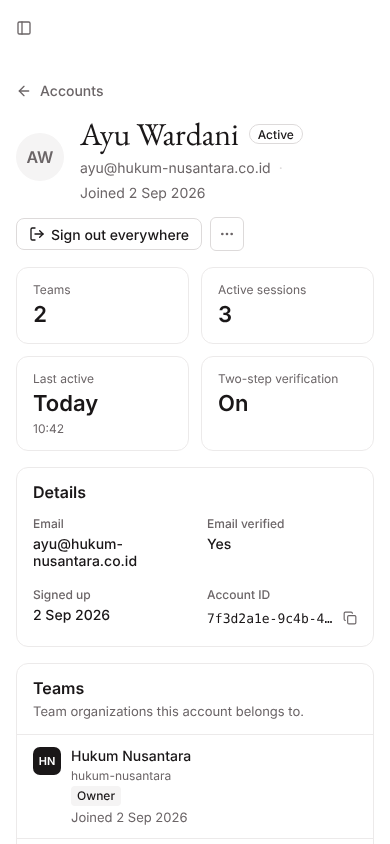 Accounts
AW
Ayu Wardani
Active
ayu@hukum-nusantara.co.id ·
Joined 2 Sep 2026
Sign out everywhere
Teams
2
Active sessions
3
Last active
Today
10:42
Two-step verification
On
Details
Email
ayu@hukum-
nusantara.co.id
Email verified
Yes
Signed up
2 Sep 2026
Account ID
7f3d2a1e-9c4b-4…
Teams
Team organizations this account belongs to.
HN
Hukum Nusantara
hukum-nusantara
Owner
Joined 2 Sep 2026